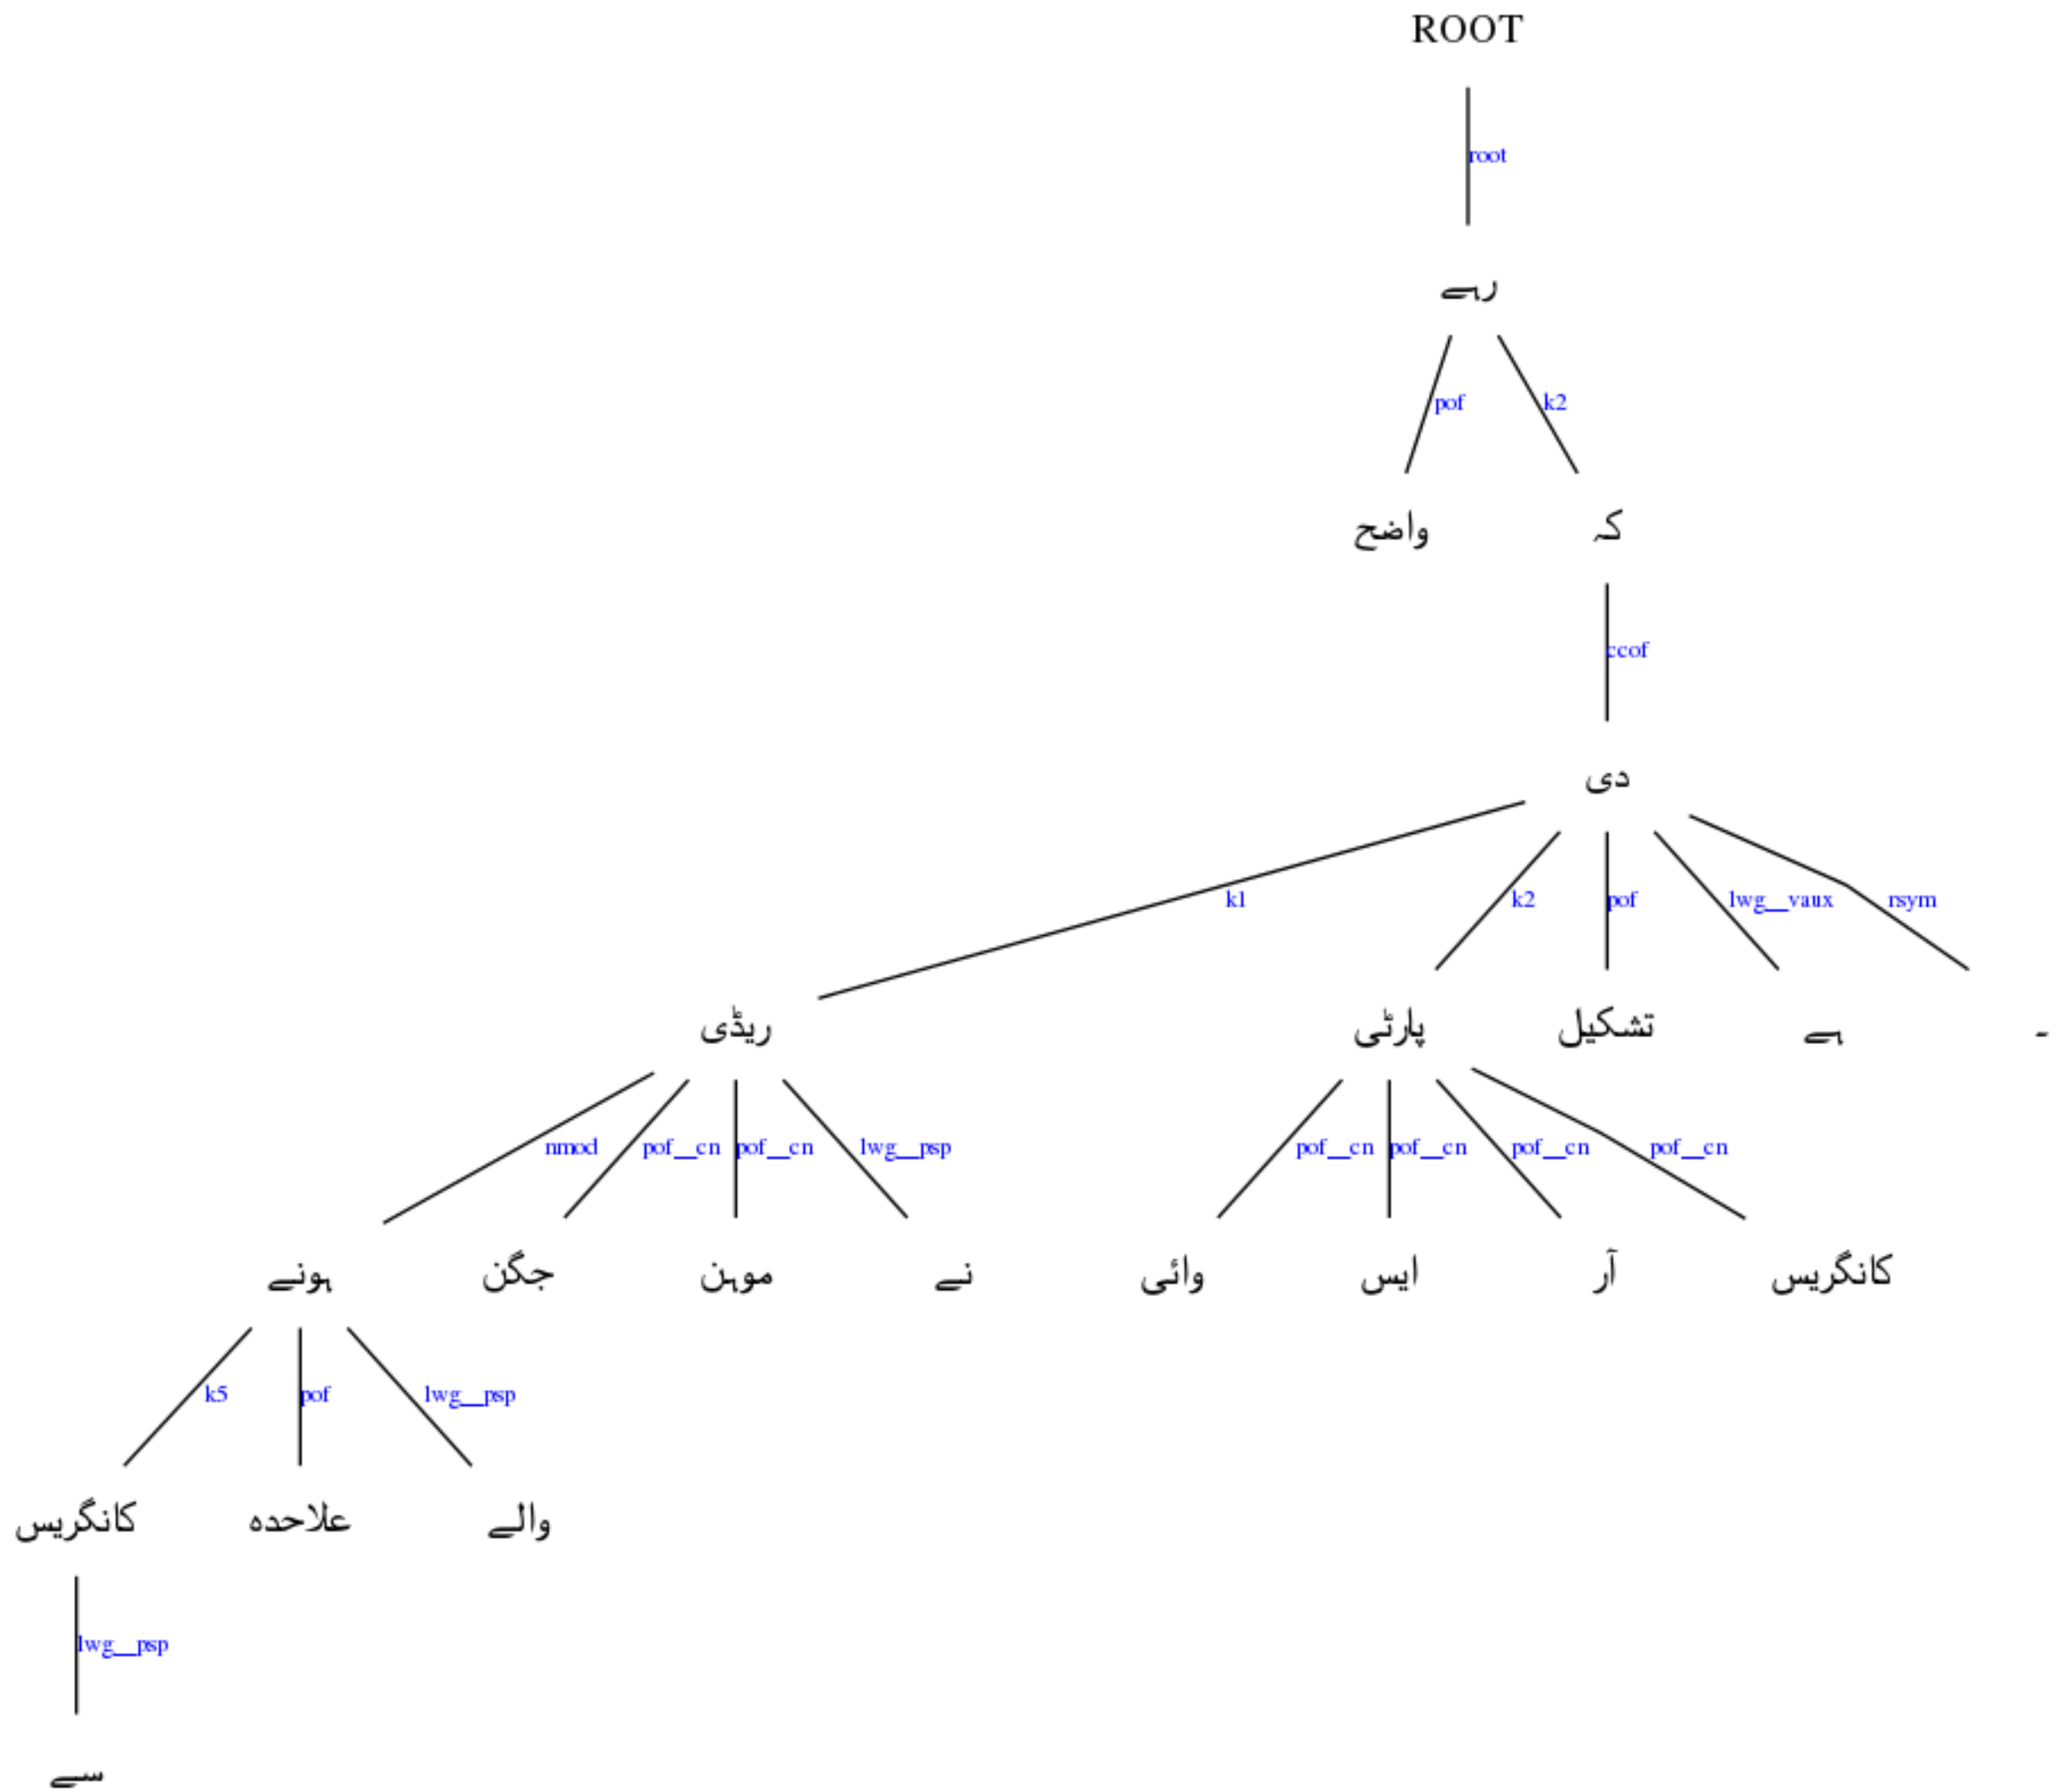 ROOT
root
رہے
pof k2
واضح کہ
ccof
دی
k1 k2 pof lwg__vaux rsym
ریڈی پارٹی تشکیل ہے ۔
nmod pof__cn pof__cn lwg__psp pof__cn pof__cn pof__cn pof__cn
ہونے جگن موہن نے وائی ایس آر کانگریس
k5 pof lwg__psp
کانگریس علاحدہ والے
lwg__psp
سے